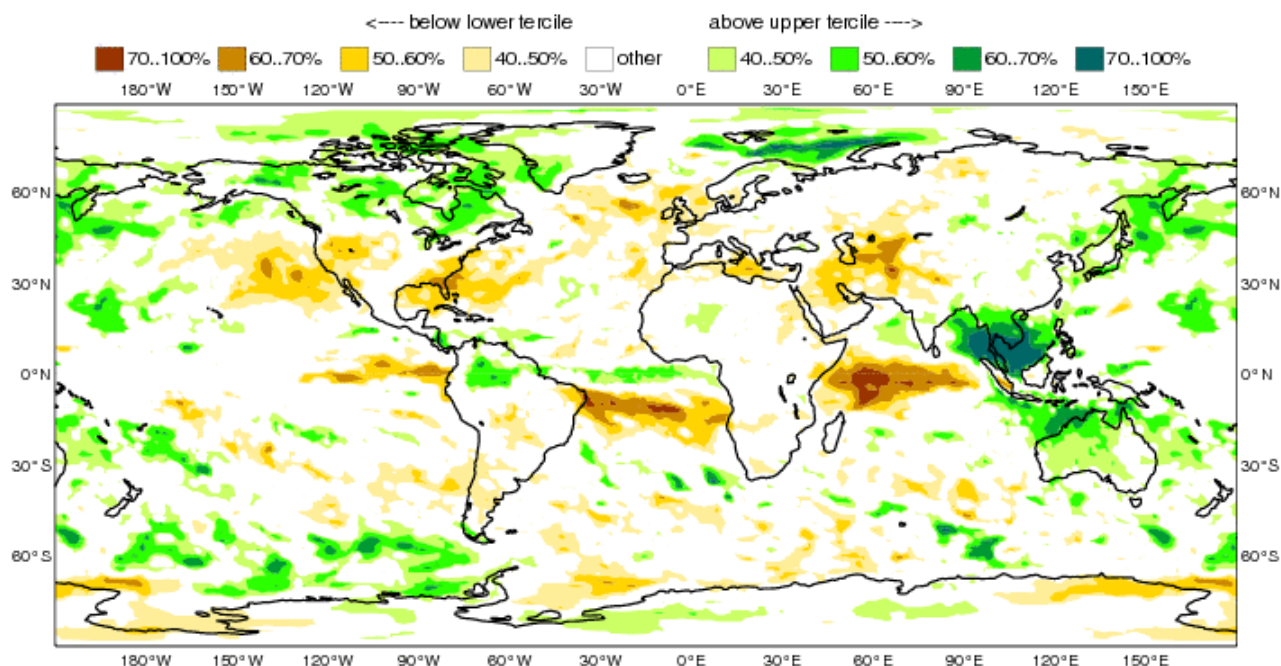 <---- below lower tercile above upper tercile ---->
70..100% 60..70% 50..60% 40..50% other 40..50% 50..60% 60..70% 70..100%
180°W 150°W 120°W 90°W 60°W 30°W 0°E 30°E 60°E 90°E 120°E 150°E
60°N 60°N
30°N 30°N
0°N 0°N
30°S 30°S
60°S 60°S
180°W 150°W 120°W 90°W 60°W 30°W 0°E 30°E 60°E 90°E 120°E 150°E